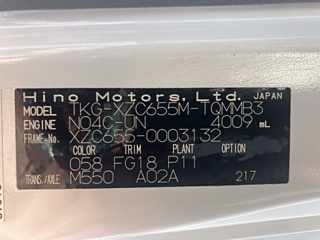 Hino Motors, Ltd. JAPAN
MODEL TKG-XZC655M-TQMMB3
ENGINE N04C-UN 4009 mL
FRAME No. XZC655-0003132
COLOR TRIM PLANT OPTION
058 FG18 P11
TRANS./AXLE M550 A02A 217